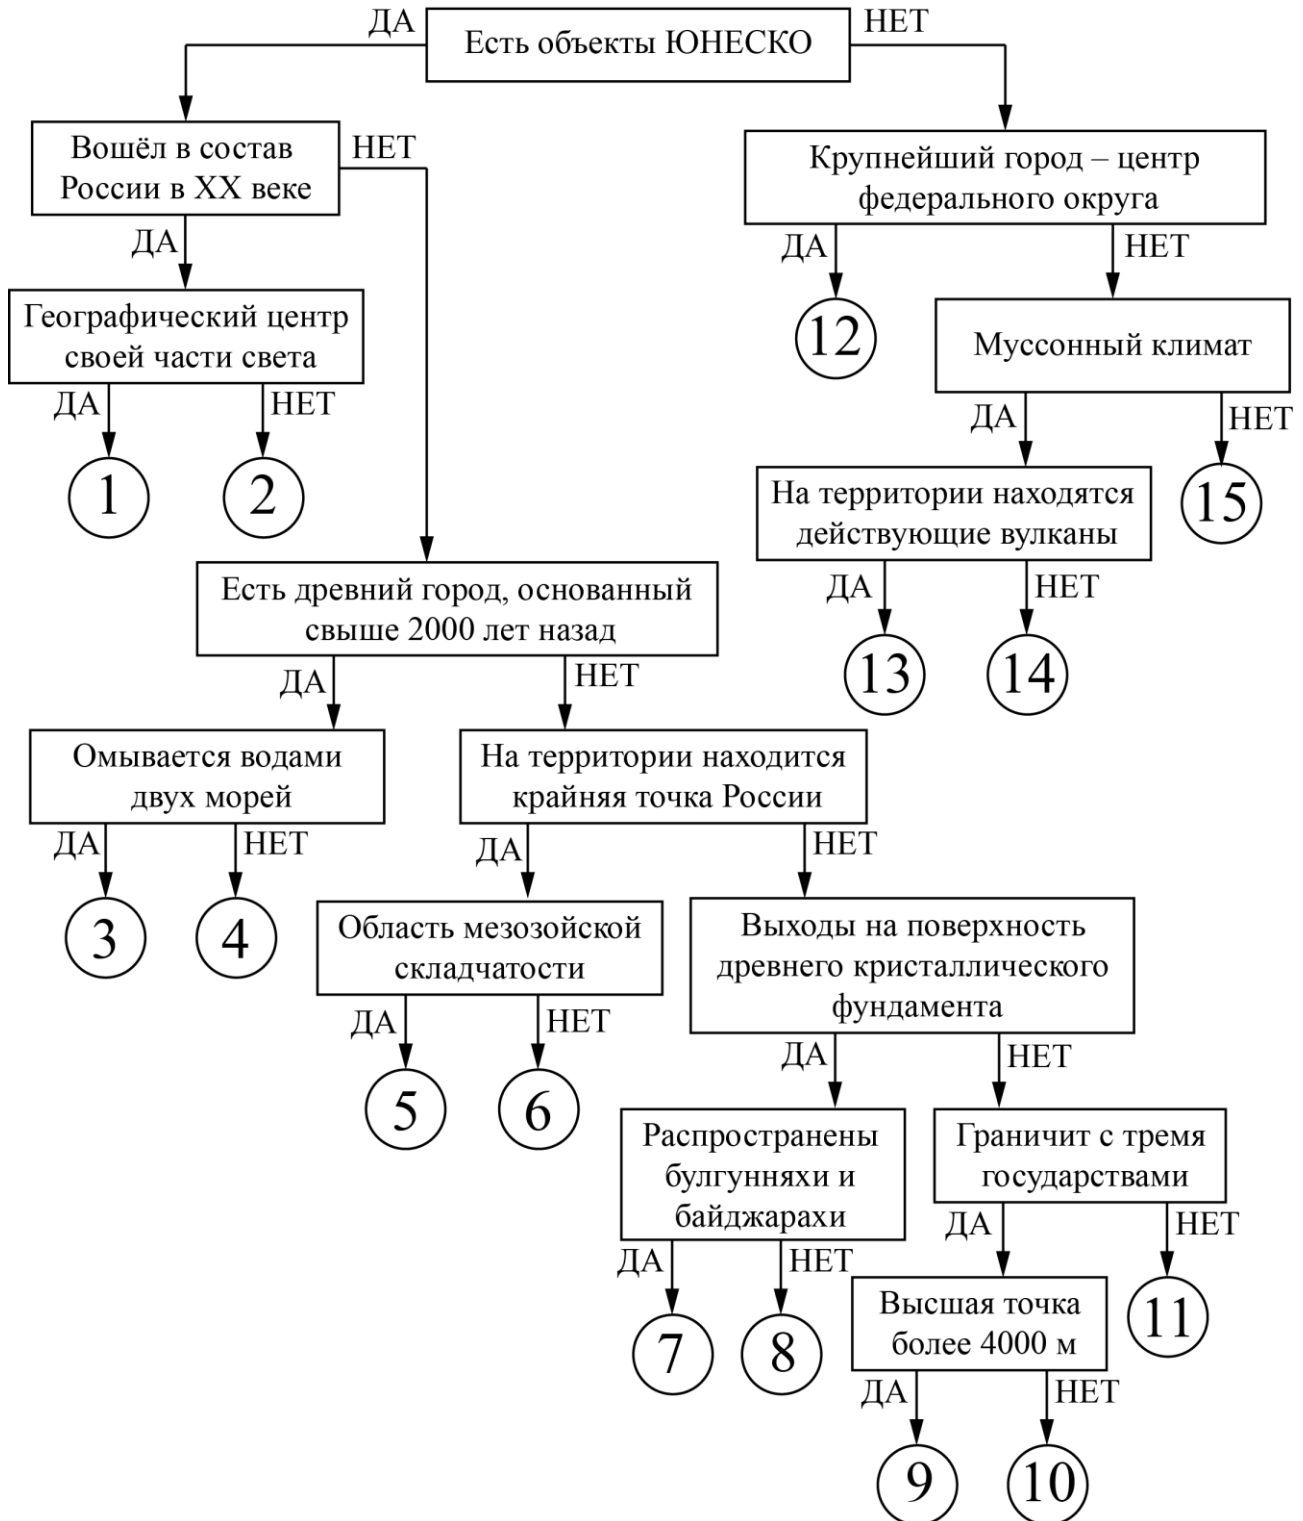 ДА
Есть объекты ЮНЕСКО
НЕТ
Вошёл в состав
России в XX веке
НЕТ
Крупнейший город – центр
федерального округа
ДА
ДА
НЕТ
Географический центр
своей части света
12
Муссонный климат
ДА
НЕТ
ДА
НЕТ
1
2
На территории находятся
действующие вулканы
15
Есть древний город, основанный
свыше 2000 лет назад
ДА
НЕТ
13
14
ДА
НЕТ
Омывается водами
двух морей
На территории находится
крайняя точка России
ДА
НЕТ
ДА
НЕТ
3
4
Область мезозойской
складчатости
Выходы на поверхность
древнего кристаллического
фундамента
ДА
НЕТ
ДА
НЕТ
5
6
Распространены
булгунняхи и
байджарахи
Граничит с тремя
государствами
ДА
НЕТ
ДА
НЕТ
7
8
Высшая точка
более 4000 м
11
ДА
НЕТ
9
10